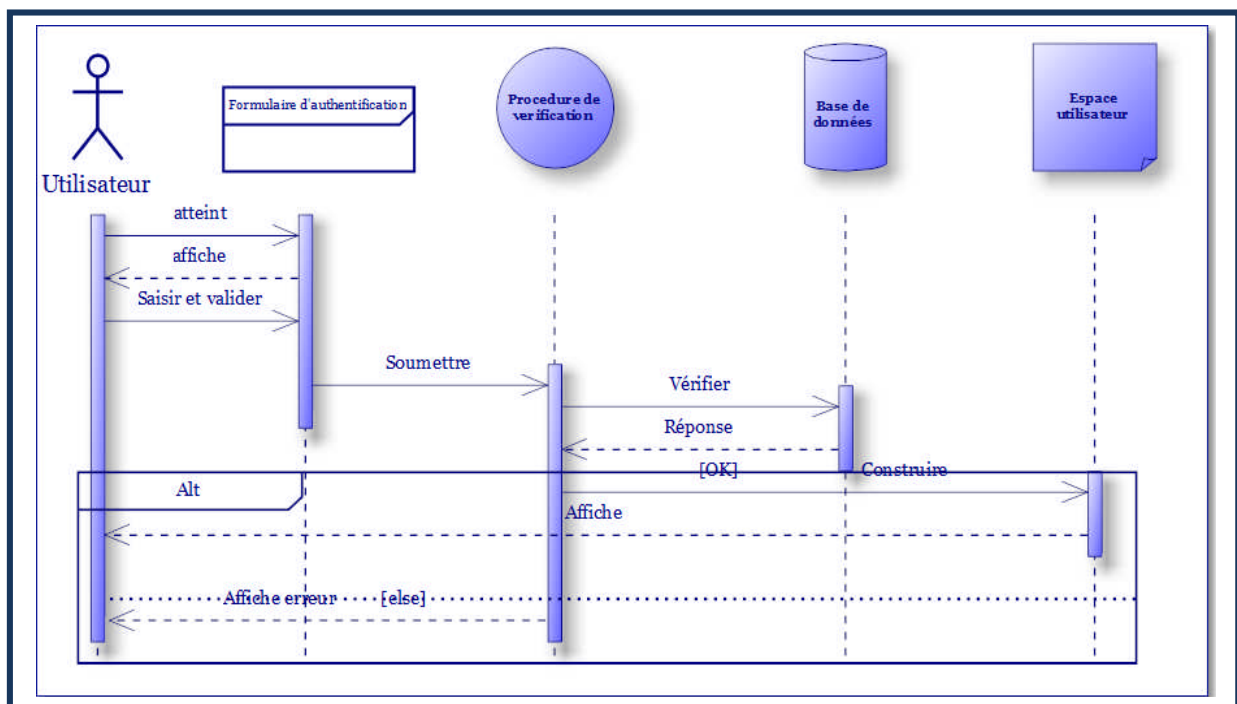 Utilisateur
Formulaire d'authentification
Procedure de
verification
Base de
données
Espace
utilisateur
atteint
affiche
Saisir et valider
Soumettre
Vérifier
Réponse
Alt
[OK]
Construire
Affiche
Affiche erreur
[else]